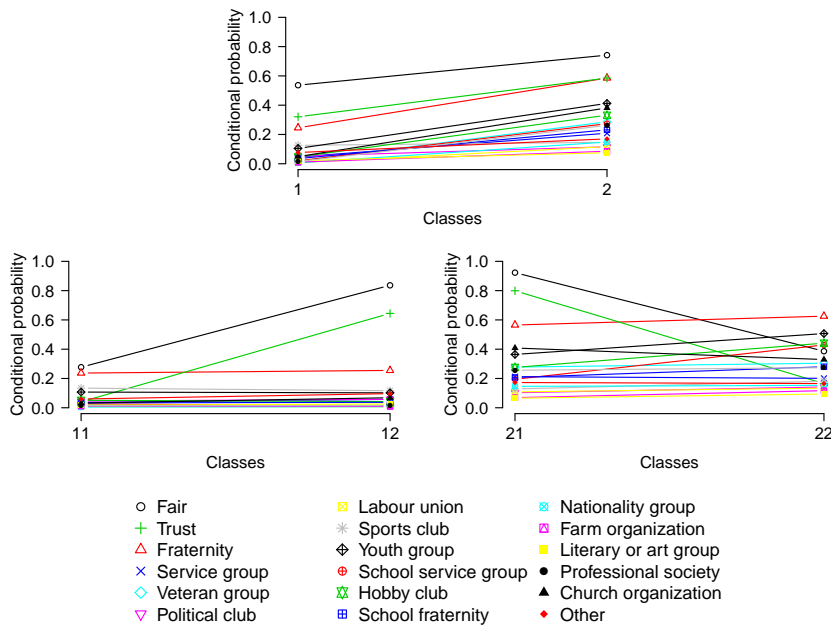 Conditional probability
1.0
0.8
0.6
0.4
0.2
0.0
1 2
Classes
Conditional probability
1.0
0.8
0.6
0.4
0.2
0.0
11 12
Classes
Conditional probability
1.0
0.8
0.6
0.4
0.2
0.0
21 22
Classes
Fair
Trust
Fraternity
Service group
Veteran group
Political club
Labour union
Sports club
Youth group
School service group
Hobby club
School fraternity
Nationality group
Farm organization
Literary or art group
Professional society
Church organization
Other